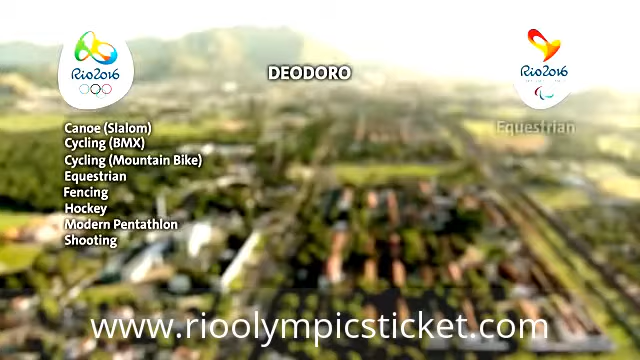 Rio2016
DEODORO
Rio2016
Canoe (Slalom)
Cycling (BMX)
Cycling (Mountain Bike)
Equestrian
Fencing
Hockey
Modern Pentathlon
Shooting
Equestrian
www.rioolympicsticket.com